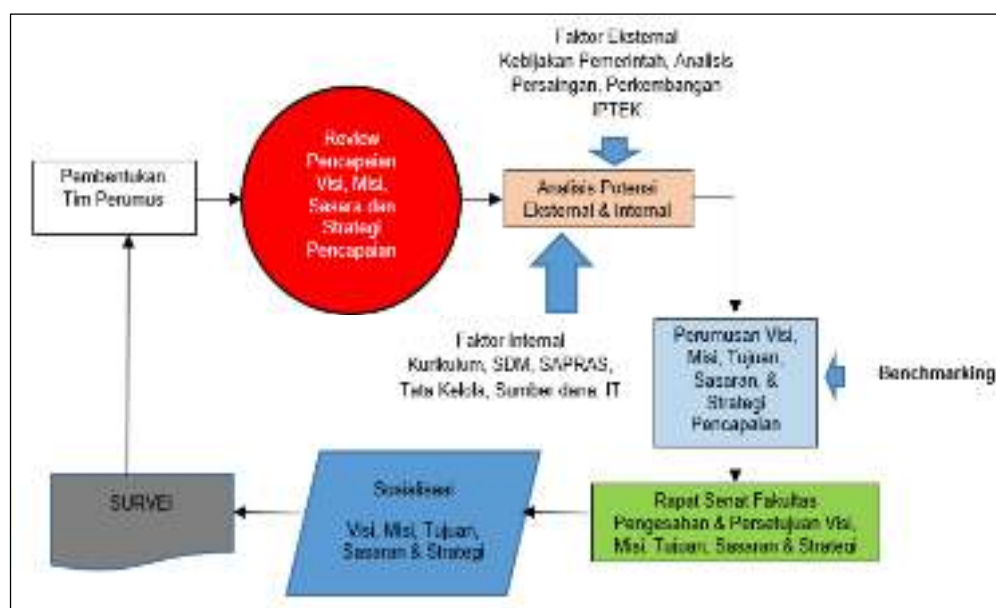 Faktor Eksternal
Kebijakan Pemerintah, Analisis
Persaingan, Perkembangan
IPTEK
Pembentukan
Tim Perumus
Review
Pencapaian
Visi, Misi,
Sasara dan
Strategi
Pencapaian
Analisis Potensi
Eksternal & Internal
Faktor Internal
Kurikulum, SDM, SAPRAS,
Tata Kelola, Sumber dana, IT
Perumusan Visi,
Misi, Tujuan,
Sasaran, &
Strategi
Pencapaian
Benchmarking
Rapat Senat Fakultas
Pengesahan & Persetujuan Visi,
Misi, Tujuan, Sasaran & Strategi
Sosialisasi
Visi, Misi, Tujuan,
Sasaran & Strategi
SURVEI